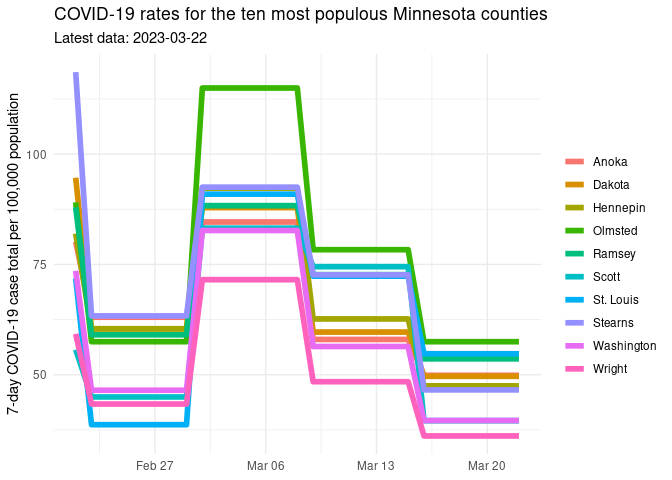 COVID-19 rates for the ten most populous Minnesota counties
Latest data: 2023-03-22
7-day COVID-19 case total per 100,000 population
100
75
50
Feb 27
Mar 06
Mar 13
Mar 20
Anoka
Dakota
Hennepin
Olmsted
Ramsey
Scott
St. Louis
Stearns
Washington
Wright